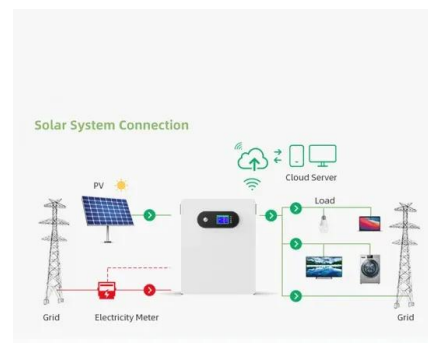 Solar System Connection
Cloud Server
PV
Load
Grid
Electricity Meter
Grid